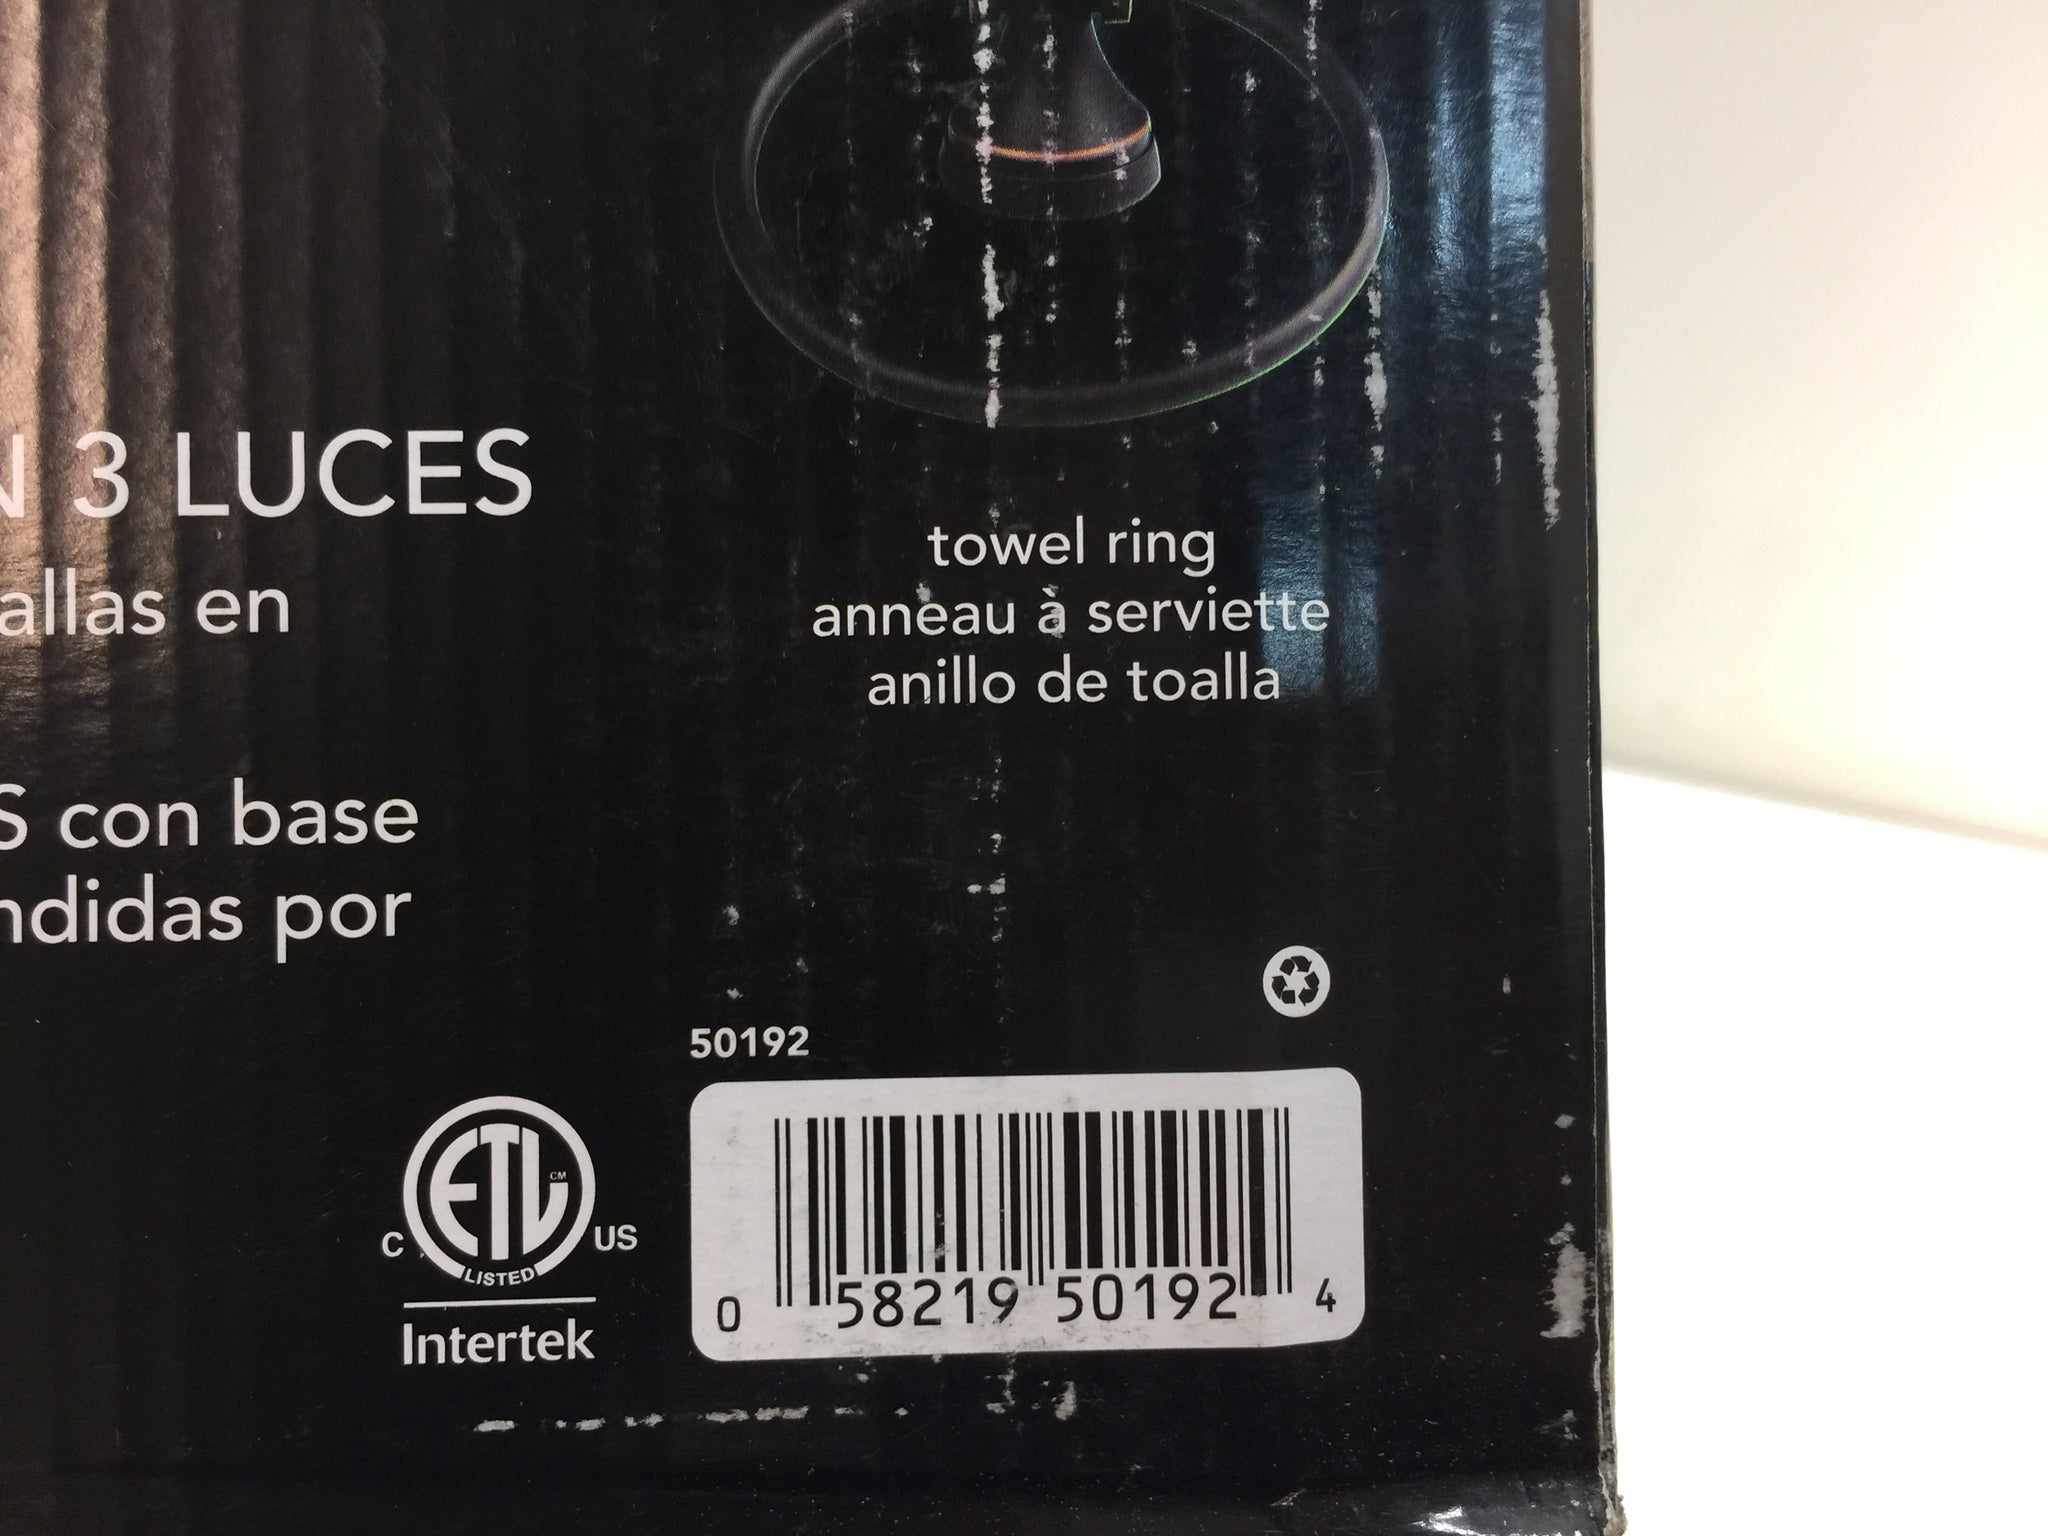 N 3 LUCES
allas en
S con base
ndidas por
towel ring
anneau à serviette
anillo de toalla
50192
ETL CM
C US
LISTED
Intertek
0 58219 50192 4